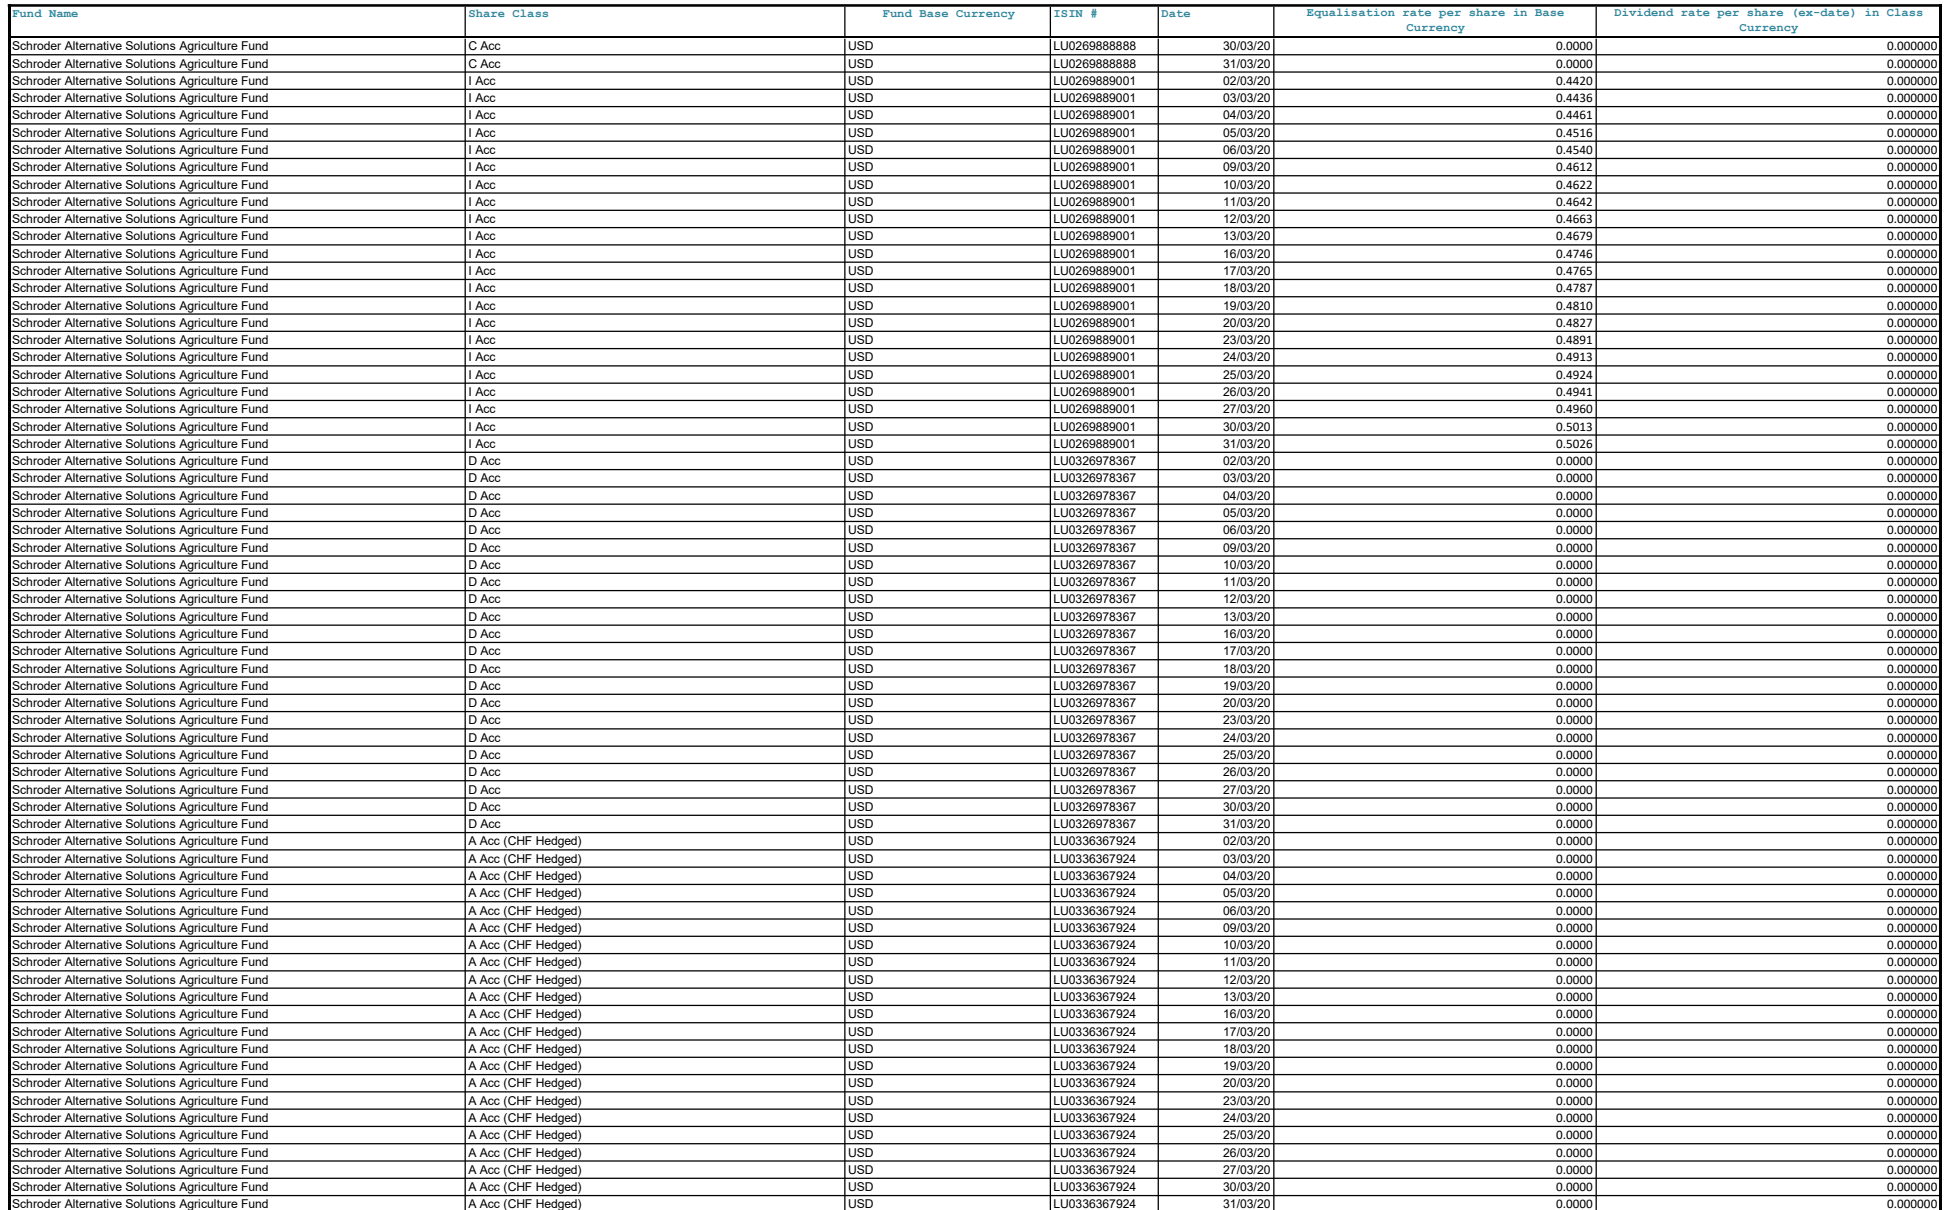 Fund Name Share Class Fund Base Currency ISIN # Date Equalisation rate per share in Base Currency Dividend rate per share (ex-date) in Class Currency
Schroder Alternative Solutions Agriculture Fund C Acc USD LU0269888888 30/03/20 0.0000 0.000000
Schroder Alternative Solutions Agriculture Fund C Acc USD LU0269888888 31/03/20 0.0000 0.000000
Schroder Alternative Solutions Agriculture Fund I Acc USD LU0269889001 02/03/20 0.4420 0.000000
Schroder Alternative Solutions Agriculture Fund I Acc USD LU0269889001 03/03/20 0.4436 0.000000
Schroder Alternative Solutions Agriculture Fund I Acc USD LU0269889001 04/03/20 0.4461 0.000000
Schroder Alternative Solutions Agriculture Fund I Acc USD LU0269889001 05/03/20 0.4516 0.000000
Schroder Alternative Solutions Agriculture Fund I Acc USD LU0269889001 06/03/20 0.4540 0.000000
Schroder Alternative Solutions Agriculture Fund I Acc USD LU0269889001 09/03/20 0.4612 0.000000
Schroder Alternative Solutions Agriculture Fund I Acc USD LU0269889001 10/03/20 0.4622 0.000000
Schroder Alternative Solutions Agriculture Fund I Acc USD LU0269889001 11/03/20 0.4642 0.000000
Schroder Alternative Solutions Agriculture Fund I Acc USD LU0269889001 12/03/20 0.4663 0.000000
Schroder Alternative Solutions Agriculture Fund I Acc USD LU0269889001 13/03/20 0.4679 0.000000
Schroder Alternative Solutions Agriculture Fund I Acc USD LU0269889001 16/03/20 0.4746 0.000000
Schroder Alternative Solutions Agriculture Fund I Acc USD LU0269889001 17/03/20 0.4765 0.000000
Schroder Alternative Solutions Agriculture Fund I Acc USD LU0269889001 18/03/20 0.4787 0.000000
Schroder Alternative Solutions Agriculture Fund I Acc USD LU0269889001 19/03/20 0.4810 0.000000
Schroder Alternative Solutions Agriculture Fund I Acc USD LU0269889001 20/03/20 0.4827 0.000000
Schroder Alternative Solutions Agriculture Fund I Acc USD LU0269889001 23/03/20 0.4891 0.000000
Schroder Alternative Solutions Agriculture Fund I Acc USD LU0269889001 24/03/20 0.4913 0.000000
Schroder Alternative Solutions Agriculture Fund I Acc USD LU0269889001 25/03/20 0.4924 0.000000
Schroder Alternative Solutions Agriculture Fund I Acc USD LU0269889001 26/03/20 0.4941 0.000000
Schroder Alternative Solutions Agriculture Fund I Acc USD LU0269889001 27/03/20 0.4960 0.000000
Schroder Alternative Solutions Agriculture Fund I Acc USD LU0269889001 30/03/20 0.5013 0.000000
Schroder Alternative Solutions Agriculture Fund I Acc USD LU0269889001 31/03/20 0.5026 0.000000
Schroder Alternative Solutions Agriculture Fund D Acc USD LU0326978367 02/03/20 0.0000 0.000000
Schroder Alternative Solutions Agriculture Fund D Acc USD LU0326978367 03/03/20 0.0000 0.000000
Schroder Alternative Solutions Agriculture Fund D Acc USD LU0326978367 04/03/20 0.0000 0.000000
Schroder Alternative Solutions Agriculture Fund D Acc USD LU0326978367 05/03/20 0.0000 0.000000
Schroder Alternative Solutions Agriculture Fund D Acc USD LU0326978367 06/03/20 0.0000 0.000000
Schroder Alternative Solutions Agriculture Fund D Acc USD LU0326978367 09/03/20 0.0000 0.000000
Schroder Alternative Solutions Agriculture Fund D Acc USD LU0326978367 10/03/20 0.0000 0.000000
Schroder Alternative Solutions Agriculture Fund D Acc USD LU0326978367 11/03/20 0.0000 0.000000
Schroder Alternative Solutions Agriculture Fund D Acc USD LU0326978367 12/03/20 0.0000 0.000000
Schroder Alternative Solutions Agriculture Fund D Acc USD LU0326978367 13/03/20 0.0000 0.000000
Schroder Alternative Solutions Agriculture Fund D Acc USD LU0326978367 16/03/20 0.0000 0.000000
Schroder Alternative Solutions Agriculture Fund D Acc USD LU0326978367 17/03/20 0.0000 0.000000
Schroder Alternative Solutions Agriculture Fund D Acc USD LU0326978367 18/03/20 0.0000 0.000000
Schroder Alternative Solutions Agriculture Fund D Acc USD LU0326978367 19/03/20 0.0000 0.000000
Schroder Alternative Solutions Agriculture Fund D Acc USD LU0326978367 20/03/20 0.0000 0.000000
Schroder Alternative Solutions Agriculture Fund D Acc USD LU0326978367 23/03/20 0.0000 0.000000
Schroder Alternative Solutions Agriculture Fund D Acc USD LU0326978367 24/03/20 0.0000 0.000000
Schroder Alternative Solutions Agriculture Fund D Acc USD LU0326978367 25/03/20 0.0000 0.000000
Schroder Alternative Solutions Agriculture Fund D Acc USD LU0326978367 26/03/20 0.0000 0.000000
Schroder Alternative Solutions Agriculture Fund D Acc USD LU0326978367 27/03/20 0.0000 0.000000
Schroder Alternative Solutions Agriculture Fund D Acc USD LU0326978367 30/03/20 0.0000 0.000000
Schroder Alternative Solutions Agriculture Fund D Acc USD LU0326978367 31/03/20 0.0000 0.000000
Schroder Alternative Solutions Agriculture Fund A Acc (CHF Hedged) USD LU0336367924 02/03/20 0.0000 0.000000
Schroder Alternative Solutions Agriculture Fund A Acc (CHF Hedged) USD LU0336367924 03/03/20 0.0000 0.000000
Schroder Alternative Solutions Agriculture Fund A Acc (CHF Hedged) USD LU0336367924 04/03/20 0.0000 0.000000
Schroder Alternative Solutions Agriculture Fund A Acc (CHF Hedged) USD LU0336367924 05/03/20 0.0000 0.000000
Schroder Alternative Solutions Agriculture Fund A Acc (CHF Hedged) USD LU0336367924 06/03/20 0.0000 0.000000
Schroder Alternative Solutions Agriculture Fund A Acc (CHF Hedged) USD LU0336367924 09/03/20 0.0000 0.000000
Schroder Alternative Solutions Agriculture Fund A Acc (CHF Hedged) USD LU0336367924 10/03/20 0.0000 0.000000
Schroder Alternative Solutions Agriculture Fund A Acc (CHF Hedged) USD LU0336367924 11/03/20 0.0000 0.000000
Schroder Alternative Solutions Agriculture Fund A Acc (CHF Hedged) USD LU0336367924 12/03/20 0.0000 0.000000
Schroder Alternative Solutions Agriculture Fund A Acc (CHF Hedged) USD LU0336367924 13/03/20 0.0000 0.000000
Schroder Alternative Solutions Agriculture Fund A Acc (CHF Hedged) USD LU0336367924 16/03/20 0.0000 0.000000
Schroder Alternative Solutions Agriculture Fund A Acc (CHF Hedged) USD LU0336367924 17/03/20 0.0000 0.000000
Schroder Alternative Solutions Agriculture Fund A Acc (CHF Hedged) USD LU0336367924 18/03/20 0.0000 0.000000
Schroder Alternative Solutions Agriculture Fund A Acc (CHF Hedged) USD LU0336367924 19/03/20 0.0000 0.000000
Schroder Alternative Solutions Agriculture Fund A Acc (CHF Hedged) USD LU0336367924 20/03/20 0.0000 0.000000
Schroder Alternative Solutions Agriculture Fund A Acc (CHF Hedged) USD LU0336367924 23/03/20 0.0000 0.000000
Schroder Alternative Solutions Agriculture Fund A Acc (CHF Hedged) USD LU0336367924 24/03/20 0.0000 0.000000
Schroder Alternative Solutions Agriculture Fund A Acc (CHF Hedged) USD LU0336367924 25/03/20 0.0000 0.000000
Schroder Alternative Solutions Agriculture Fund A Acc (CHF Hedged) USD LU0336367924 26/03/20 0.0000 0.000000
Schroder Alternative Solutions Agriculture Fund A Acc (CHF Hedged) USD LU0336367924 27/03/20 0.0000 0.000000
Schroder Alternative Solutions Agriculture Fund A Acc (CHF Hedged) USD LU0336367924 30/03/20 0.0000 0.000000
Schroder Alternative Solutions Agriculture Fund A Acc (CHF Hedged) USD LU0336367924 31/03/20 0.0000 0.000000